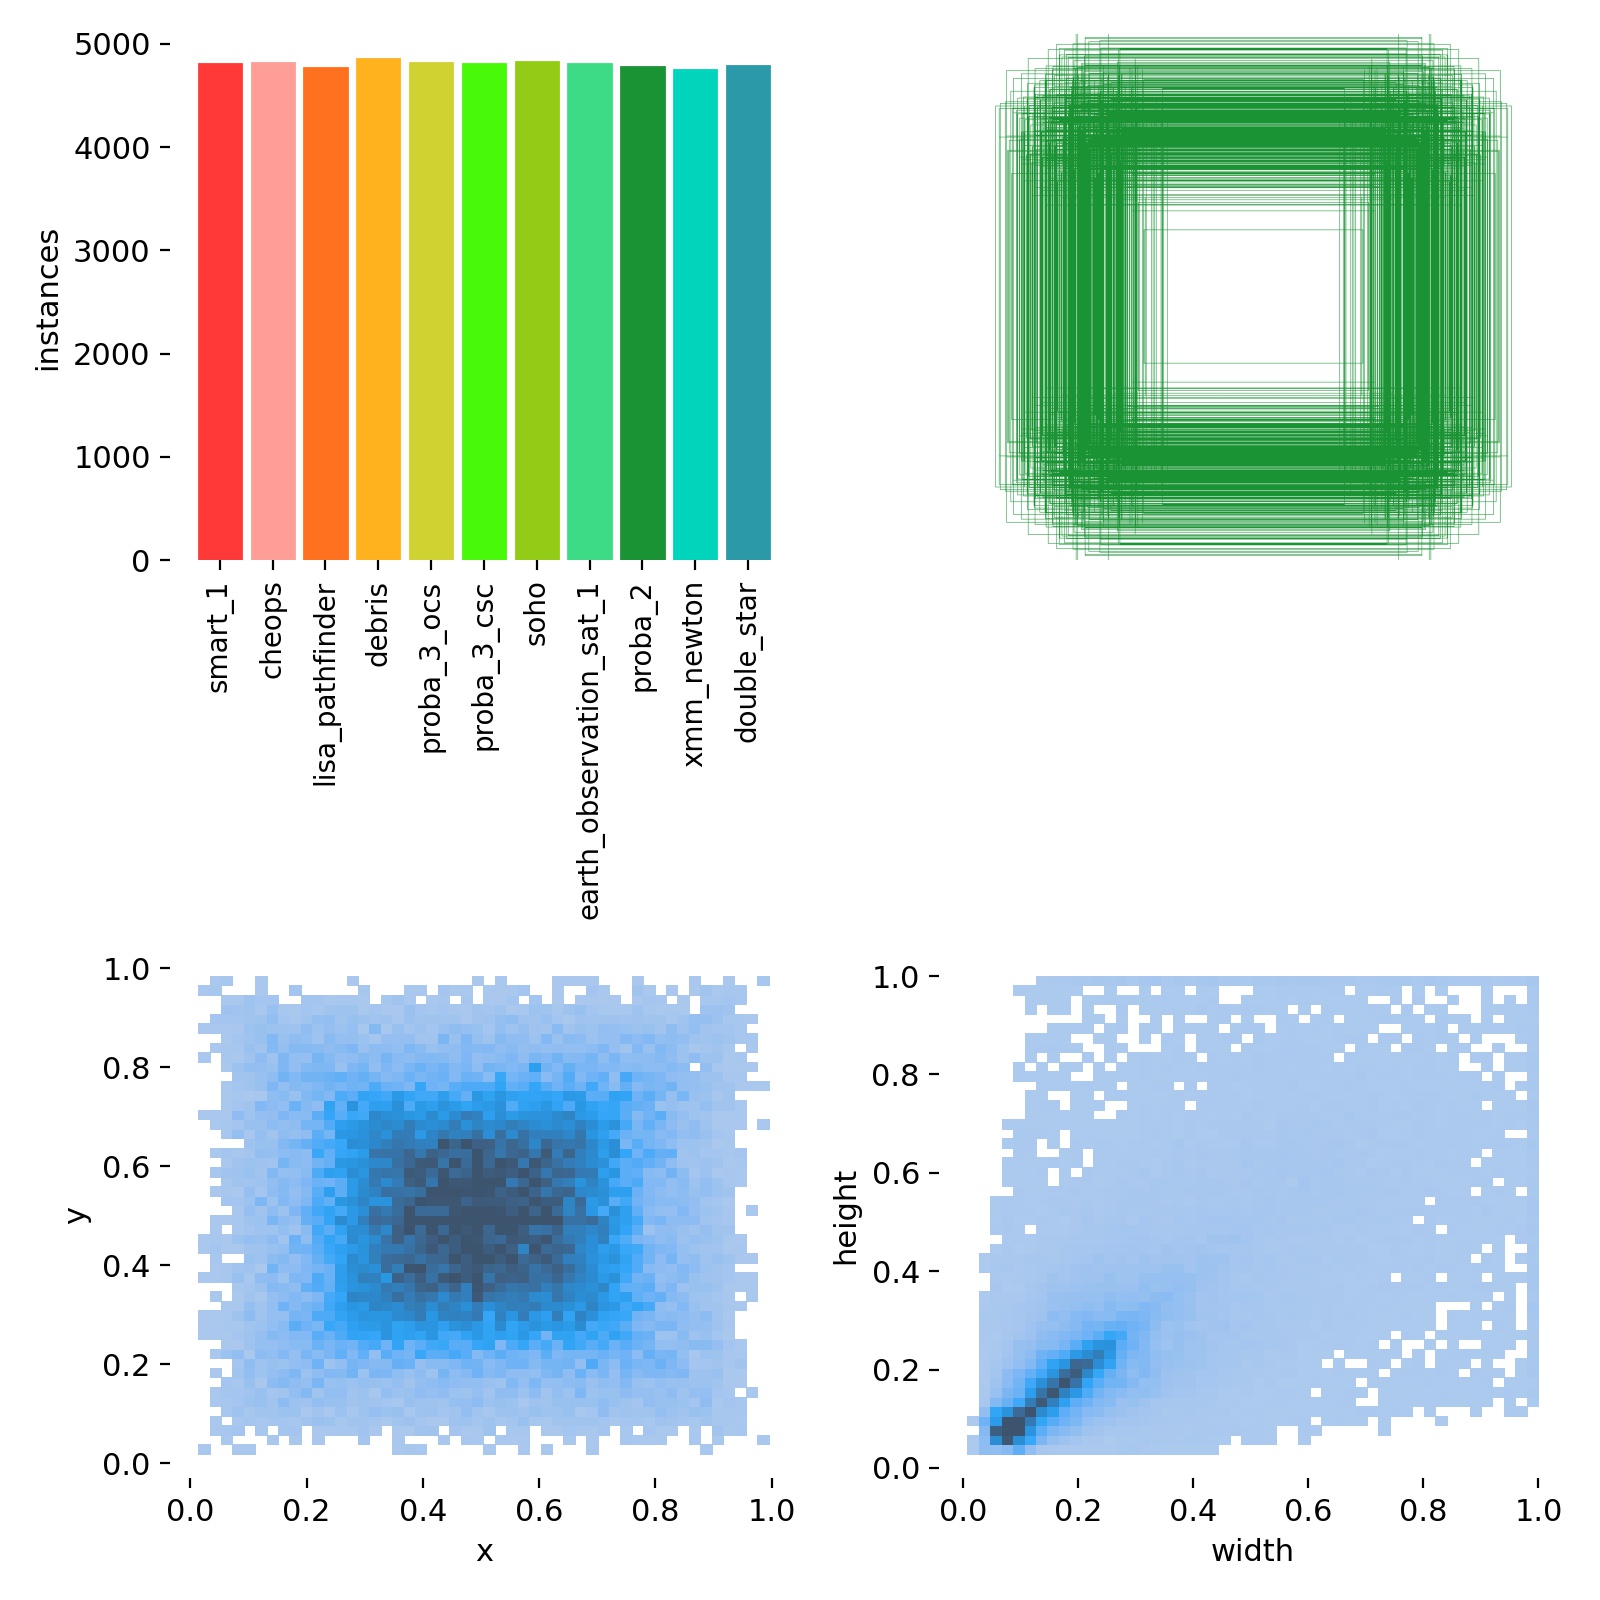 instances
5000
4000
3000
2000
1000
0
smart_1
cheops
lisa_pathfinder
debris
proba_3_ocs
proba_3_csc
soho
earth_observation_sat_1
proba_2
xmm_newton
double_star
y
1.0
0.8
0.6
0.4
0.2
0.0
0.0 0.2 0.4 0.6 0.8 1.0
x
height
1.0
0.8
0.6
0.4
0.2
0.0
0.0 0.2 0.4 0.6 0.8 1.0
width